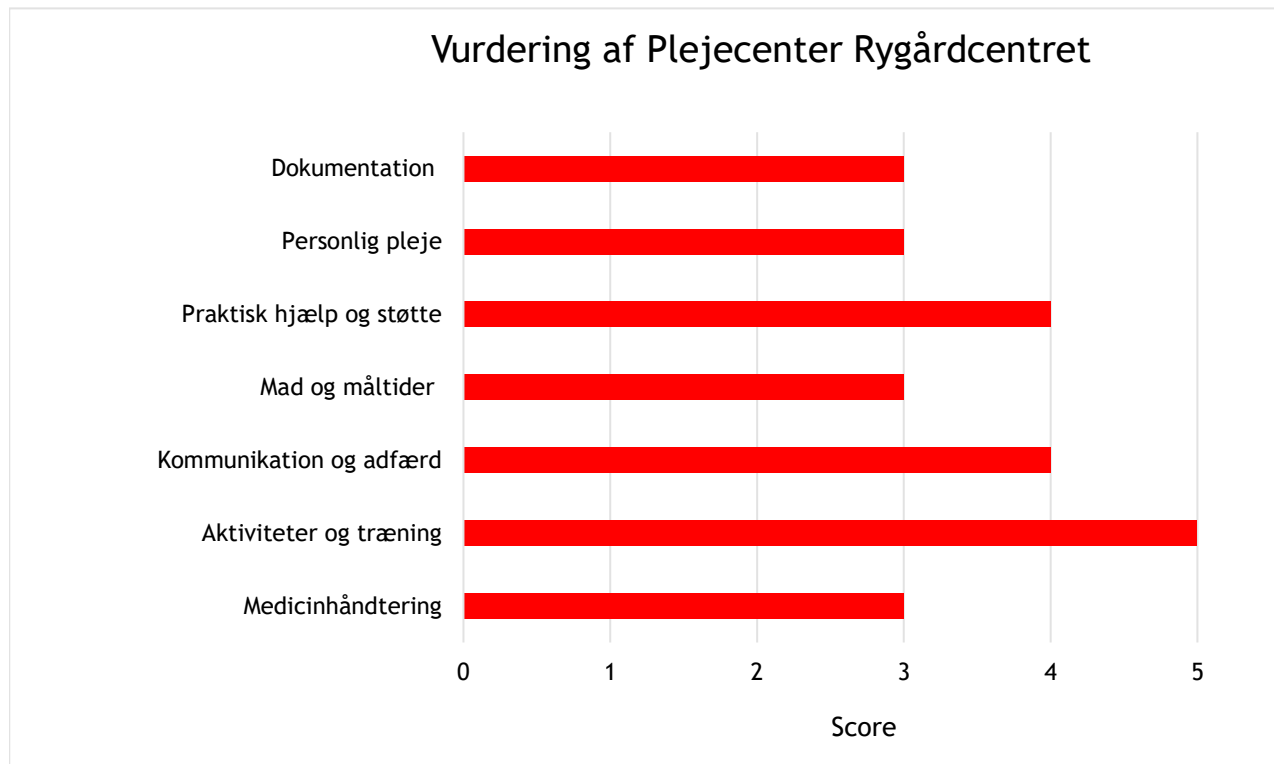 Vurdering af Plejecenter Rygårdcentret
Dokumentation
Personlig pleje
Praktisk hjælp og støtte
Mad og måltider
Kommunikation og adfærd
Aktiviteter og træning
Medicinhåndtering
0 1 2 3 4 5
Score